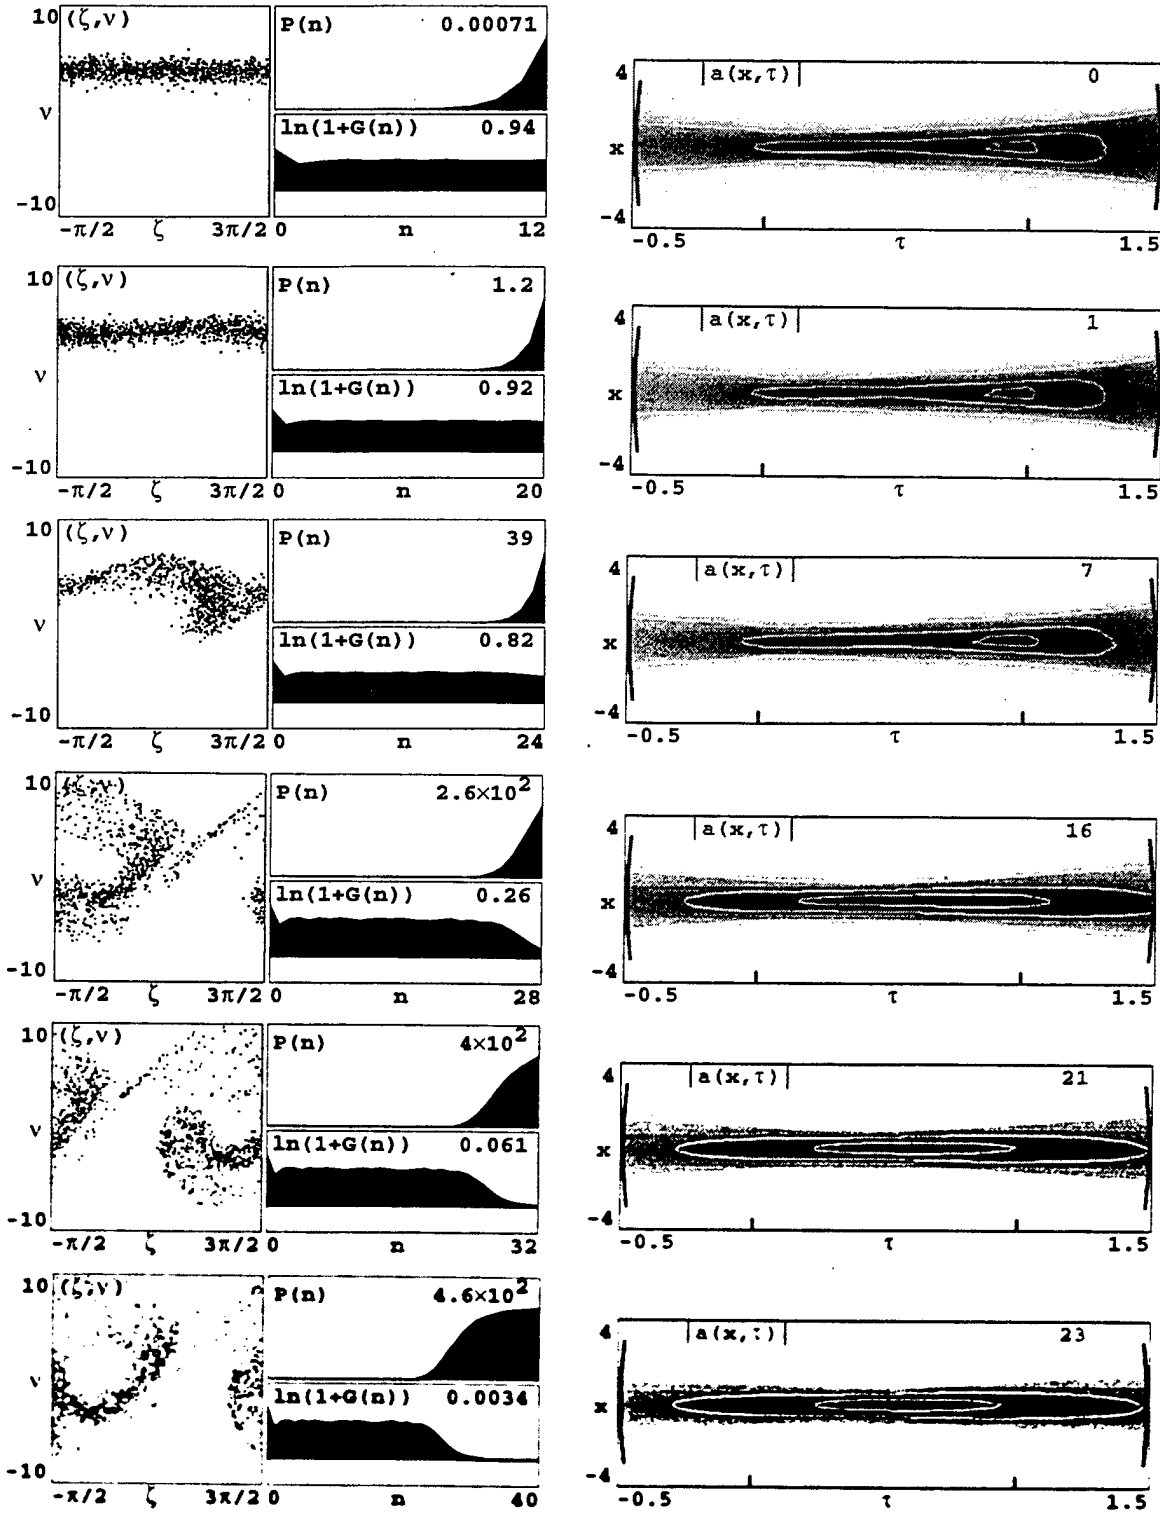 10 (ζ,ν) P(n) 0.00071
4 |a(x,τ)| 0
ν ln(1+G(n)) 0.94
x
-10 -4
-π/2 ζ 3π/2 0 n 12
-0.5 τ 1.5
10 (ζ,ν) P(n) 1.2
4 |a(x,τ)| 1
ν ln(1+G(n)) 0.92
x
-10 -4
-π/2 ζ 3π/2 0 n 20
-0.5 τ 1.5
10 (ζ,ν) P(n) 39
4 |a(x,τ)| 7
ν ln(1+G(n)) 0.82
x
-10 -4
-π/2 ζ 3π/2 0 n 24
-0.5 τ 1.5
10 (ζ,ν) P(n) 2.6×10²
4 |a(x,τ)| 16
ν ln(1+G(n)) 0.26
x
-10 -4
-π/2 ζ 3π/2 0 n 28
-0.5 τ 1.5
10 (ζ,ν) P(n) 4×10²
4 |a(x,τ)| 21
ν ln(1+G(n)) 0.061
x
-10 -4
-π/2 ζ 3π/2 0 n 32
-0.5 τ 1.5
10 (ζ,ν) P(n) 4.6×10²
4 |a(x,τ)| 23
ν ln(1+G(n)) 0.0034
x
-10 -4
-π/2 ζ 3π/2 0 n 40
-0.5 τ 1.5